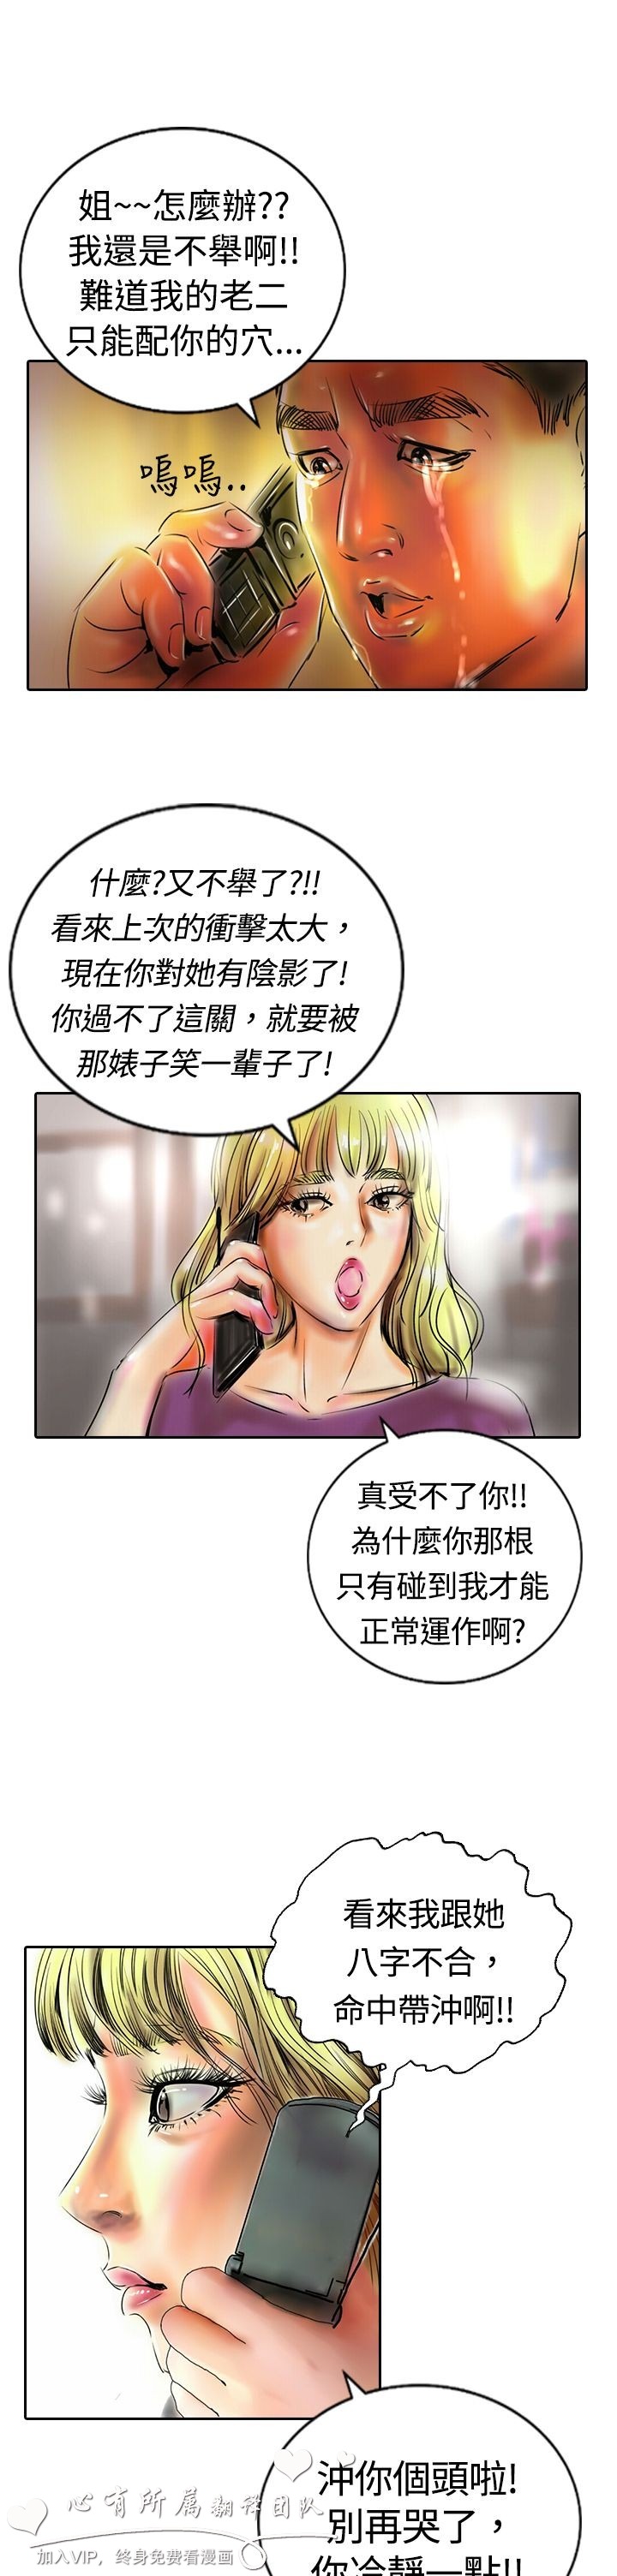 姐~~怎麼辦??
我還是不舉啊!!
難道我的老二
只能配你的穴...
嗚嗚..
什麼?又不舉了?!!
看來上次的衝擊太大，
現在你對她有陰影了!
你過不了這關，就要被
那婊子笑一輩子了!
真受不了你!!
為什麼你那根
只有碰到我才能
正常運作啊?
看來我跟她
八字不合，
命中帶沖啊!!
沖你個頭啦!
別再哭了，
你冷靜一點!!
心有所属翻译团队
加入VIP，终身免费看漫画